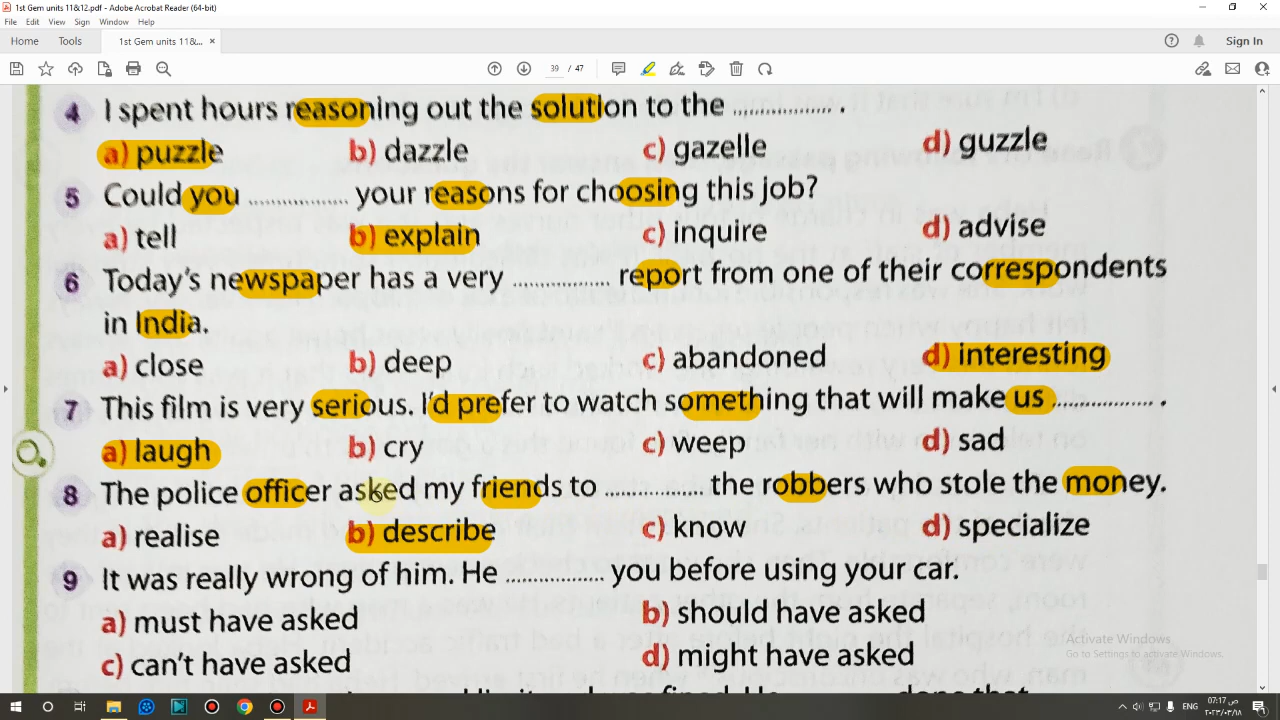 1st Gem units 11&12.pdf - Adobe Acrobat Reader (64-bit)
File Edit View Sign Window Help
Home Tools 1st Gem units 11&... × Sign In
39 / 47
4 I spent hours reasoning out the solution to the ................ .
a) puzzle b) dazzle c) gazelle d) guzzle
5 Could you ................ your reasons for choosing this job?
a) tell b) explain c) inquire d) advise
6 Today's newspaper has a very ................ report from one of their correspondents
in India.
a) close b) deep c) abandoned d) interesting
7 This film is very serious. I'd prefer to watch something that will make us ................ .
a) laugh b) cry c) weep d) sad
8 The police officer asked my friends to ................ the robbers who stole the money.
a) realise b) describe c) know d) specialize
9 It was really wrong of him. He ................ you before using your car.
a) must have asked b) should have asked
c) can't have asked d) might have asked
Activate Windows
Go to Settings to activate Windows.
ENG ص 07:17
٢٠٢٣/٠٣/١٨